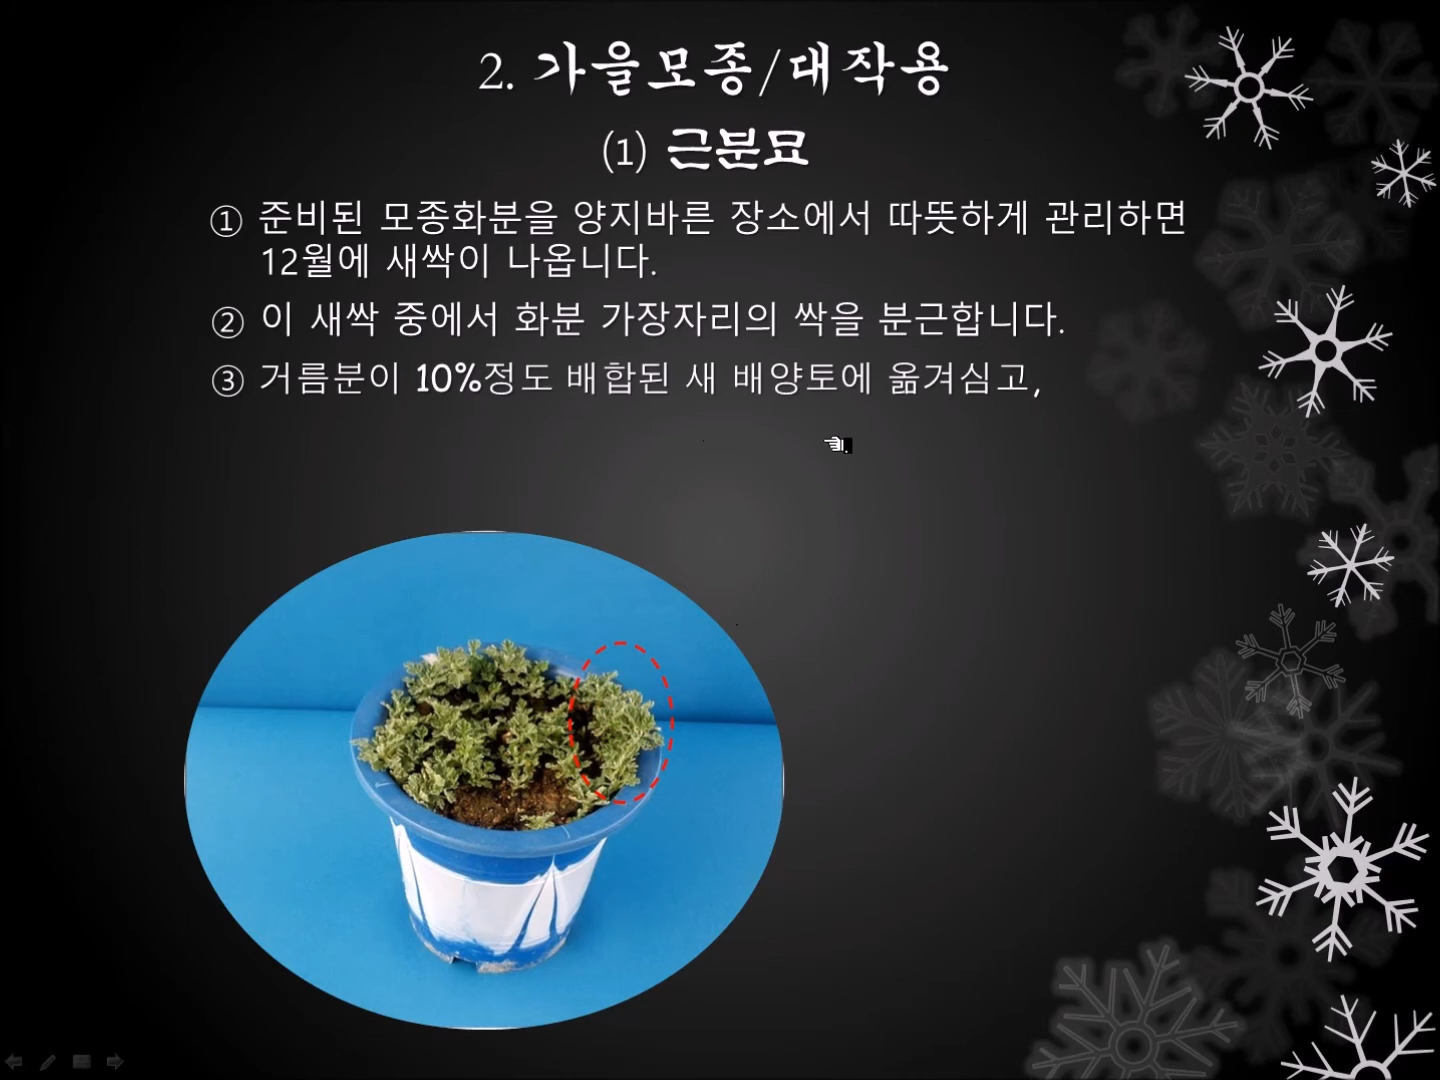 2. 가을모종/대작용
(1) 근분묘
① 준비된 모종화분을 양지바른 장소에서 따뜻하게 관리하면
12월에 새싹이 나옵니다.
② 이 새싹 중에서 화분 가장자리의 싹을 분근합니다.
③ 거름분이 10%정도 배합된 새 배양토에 옮겨심고,